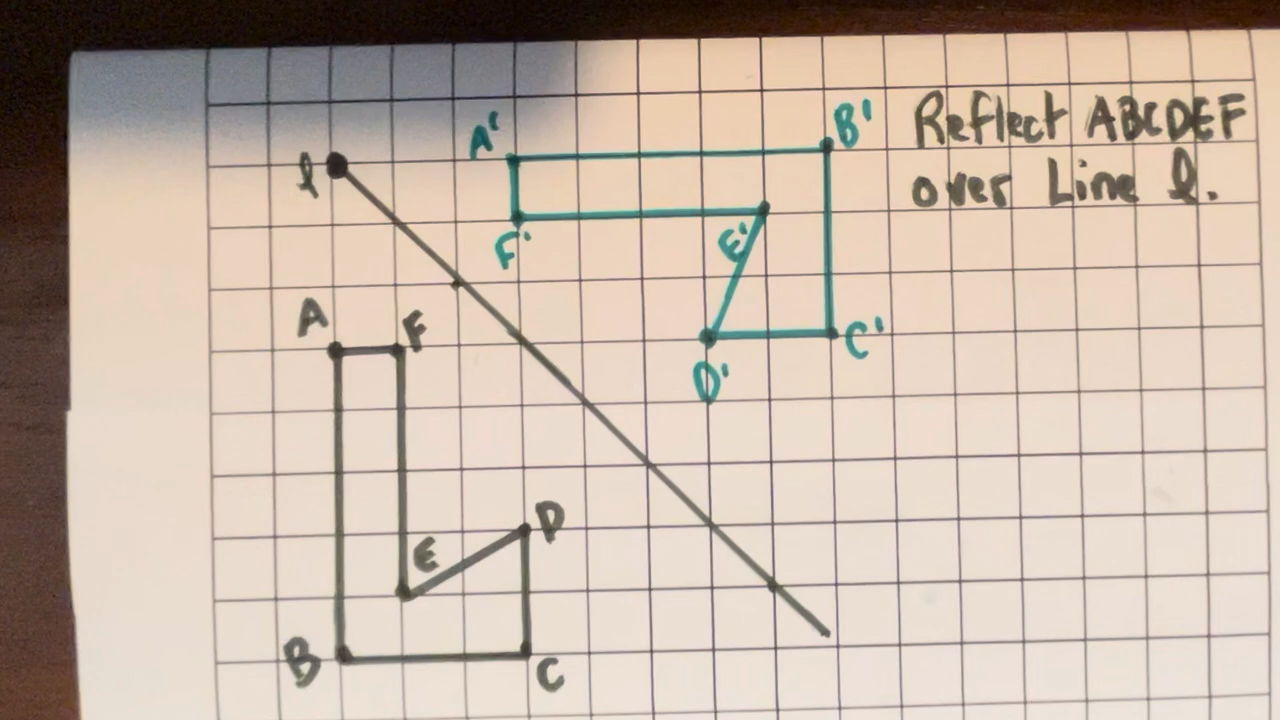 Reflect ABCDEF
over Line l.
l
A'
B'
F'
E'
C'
D'
A
F
E
D
B
C